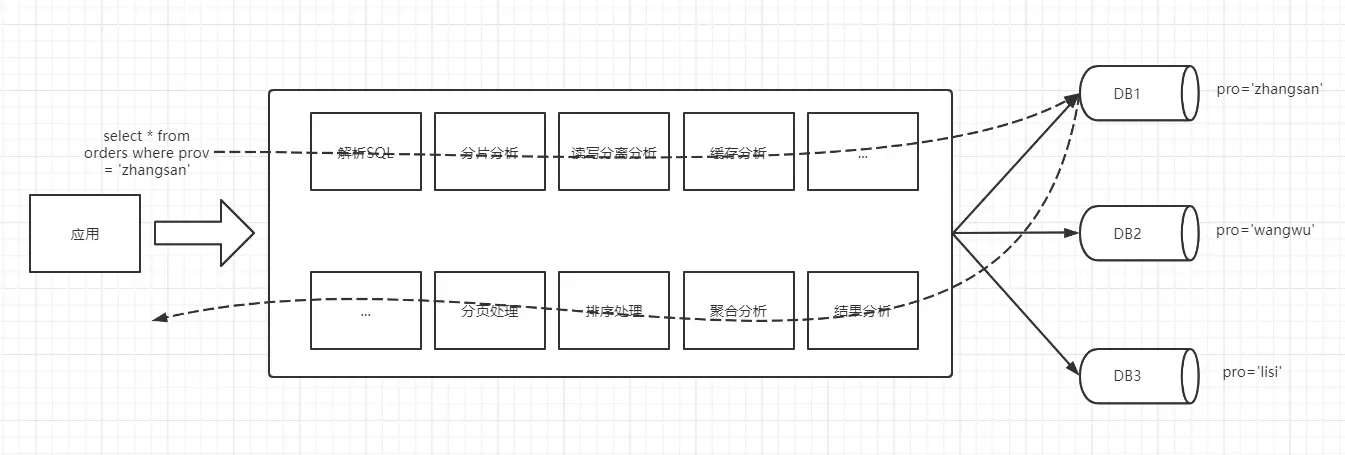 select * from
orders where prov
= 'zhangsan'
应用
解析SQL
分片分析
读写分离分析
缓存分析
...
...
分页处理
排序处理
聚合分析
结果分析
DB1
pro='zhangsan'
DB2
pro='wangwu'
DB3
pro='lisi'